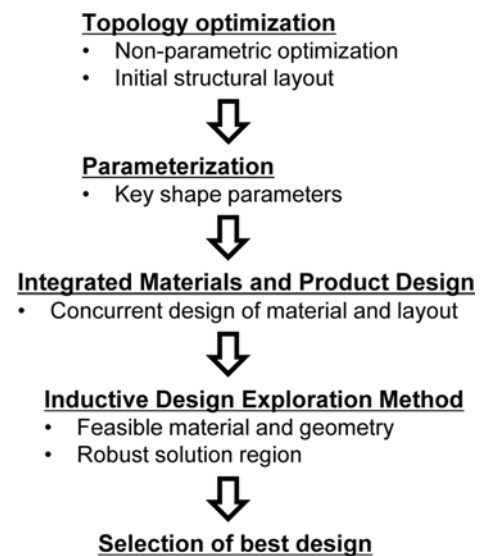 Topology optimization
• Non-parametric optimization
• Initial structural layout
Parameterization
• Key shape parameters
Integrated Materials and Product Design
• Concurrent design of material and layout
Inductive Design Exploration Method
• Feasible material and geometry
• Robust solution region
Selection of best design